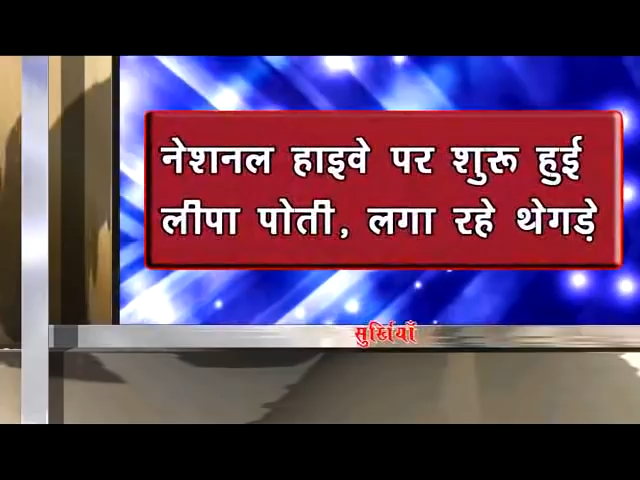 नेशनल हाइवे पर शुरू हुई
लीपा पोती, लगा रहे थेगड़े
सुर्खियाँ